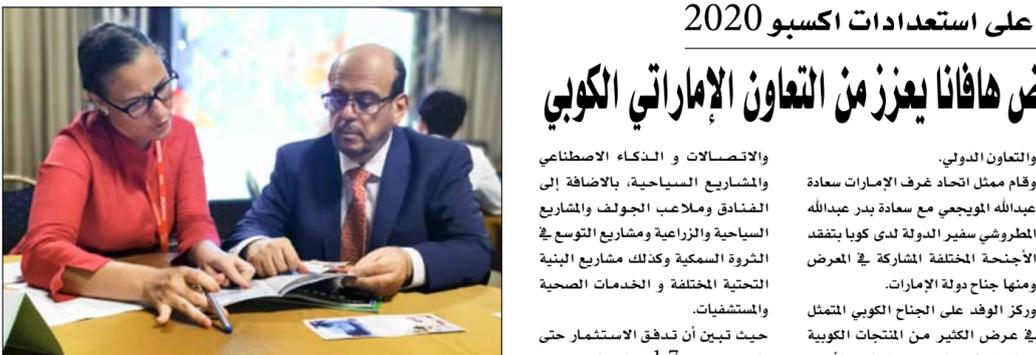 على استعدادات اكسبو 2020
هافانا يعزز من التعاون الإماراتي الكوبي
والتعاون الدولي.
وقام ممثل اتحاد غرف الإمارات سعادة
عبدالله المويجعي مع سعادة بدر عبدالله
المطروشي سفير الدولة لدى كوبا بتفقد
الأجنحة المختلفة المشاركة في المعرض
ومنها جناح دولة الإمارات.
وركز الوفد على الجناح الكوبي المتمثل
في عرض الكثير من المنتجات الكوبية
والاتصالات و الذكاء الاصطناعي
والمشاريع السياحية، بالاضافة إلى
الفنادق وملاعب الجولف والمشاريع
السياحية والزراعية ومشاريع التوسع في
الثروة السمكية وكذلك مشاريع البنية
التحتية المختلفة و الخدمات الصحية
والمستشفيات.
حيث تبين أن تدفق الاستثمار حتى